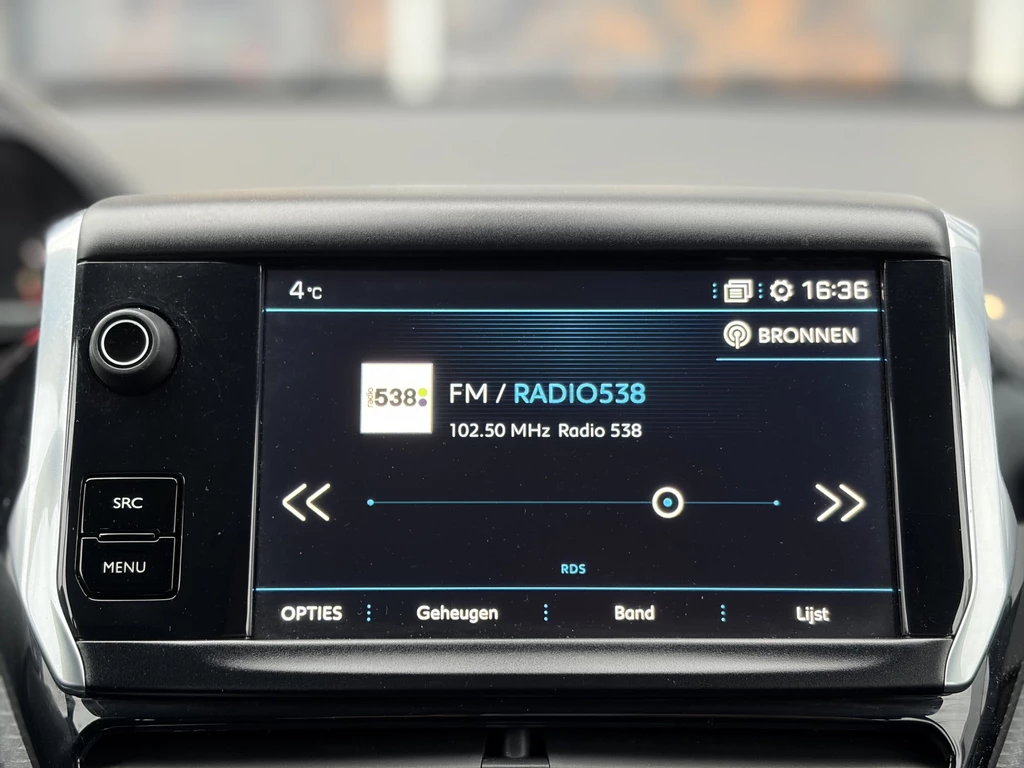 4°C
16:36
BRONNEN
radio 538
FM / RADIO538
102.50 MHz Radio 538
SRC
MENU
RDS
OPTIES Geheugen Band Lijst